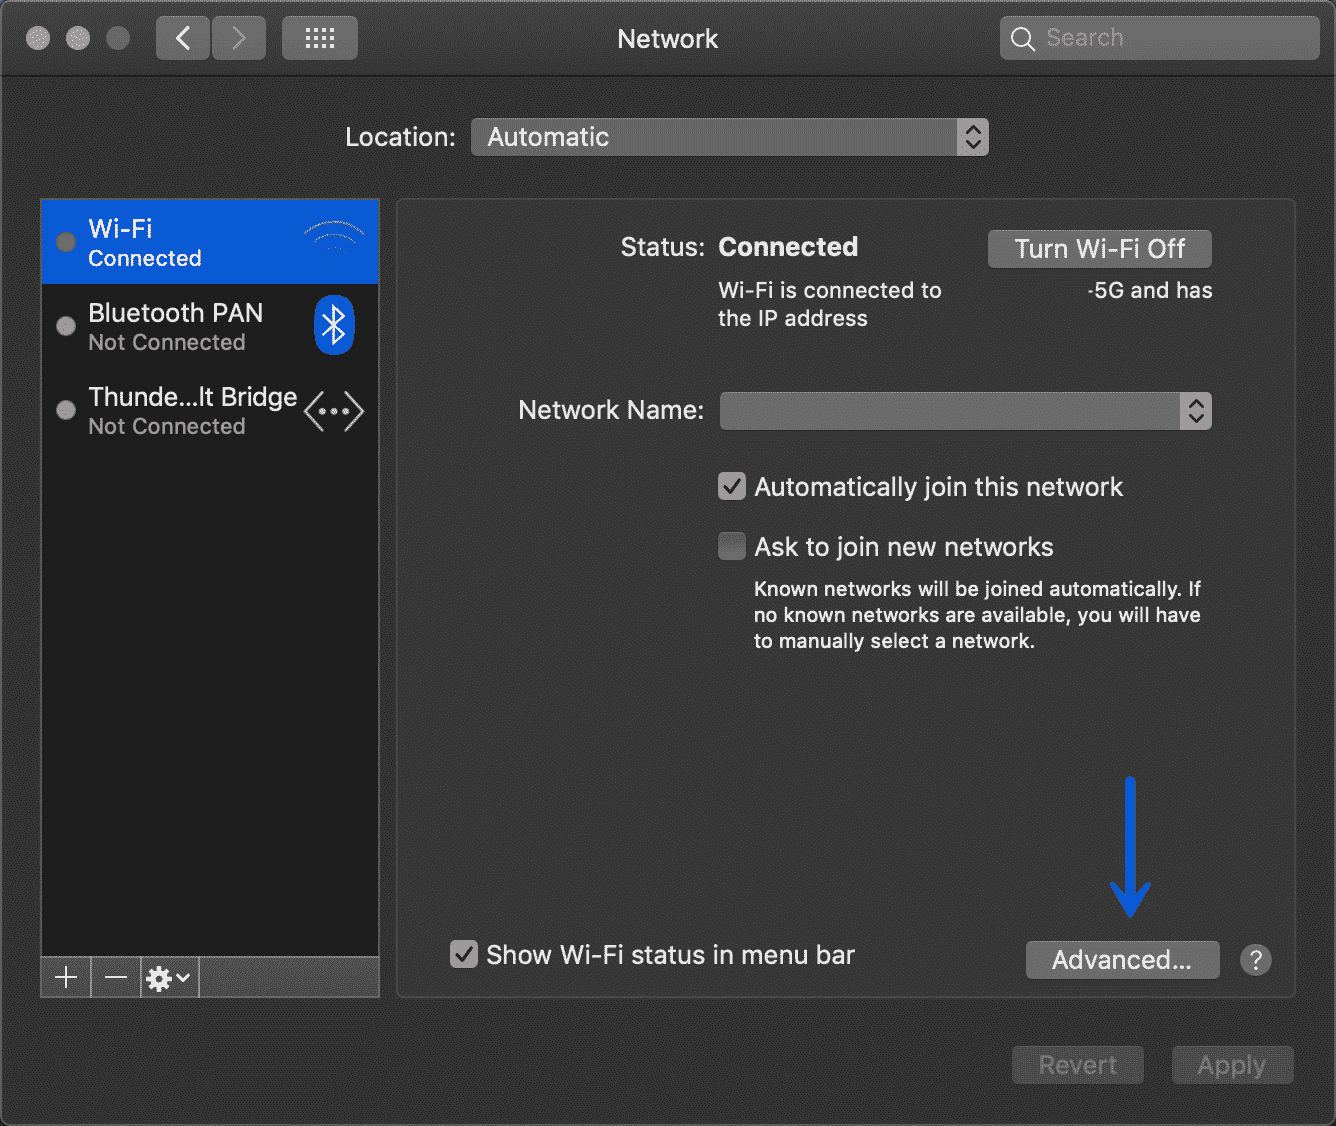 Network
Search
Location: Automatic
Wi-Fi
Connected
Bluetooth PAN
Not Connected
Thunde...lt Bridge
Not Connected
Status: Connected
Turn Wi-Fi Off
Wi-Fi is connected to -5G and has
the IP address
Network Name:
Automatically join this network
Ask to join new networks
Known networks will be joined automatically. If
no known networks are available, you will have
to manually select a network.
Show Wi-Fi status in menu bar
Advanced...
?
Revert
Apply